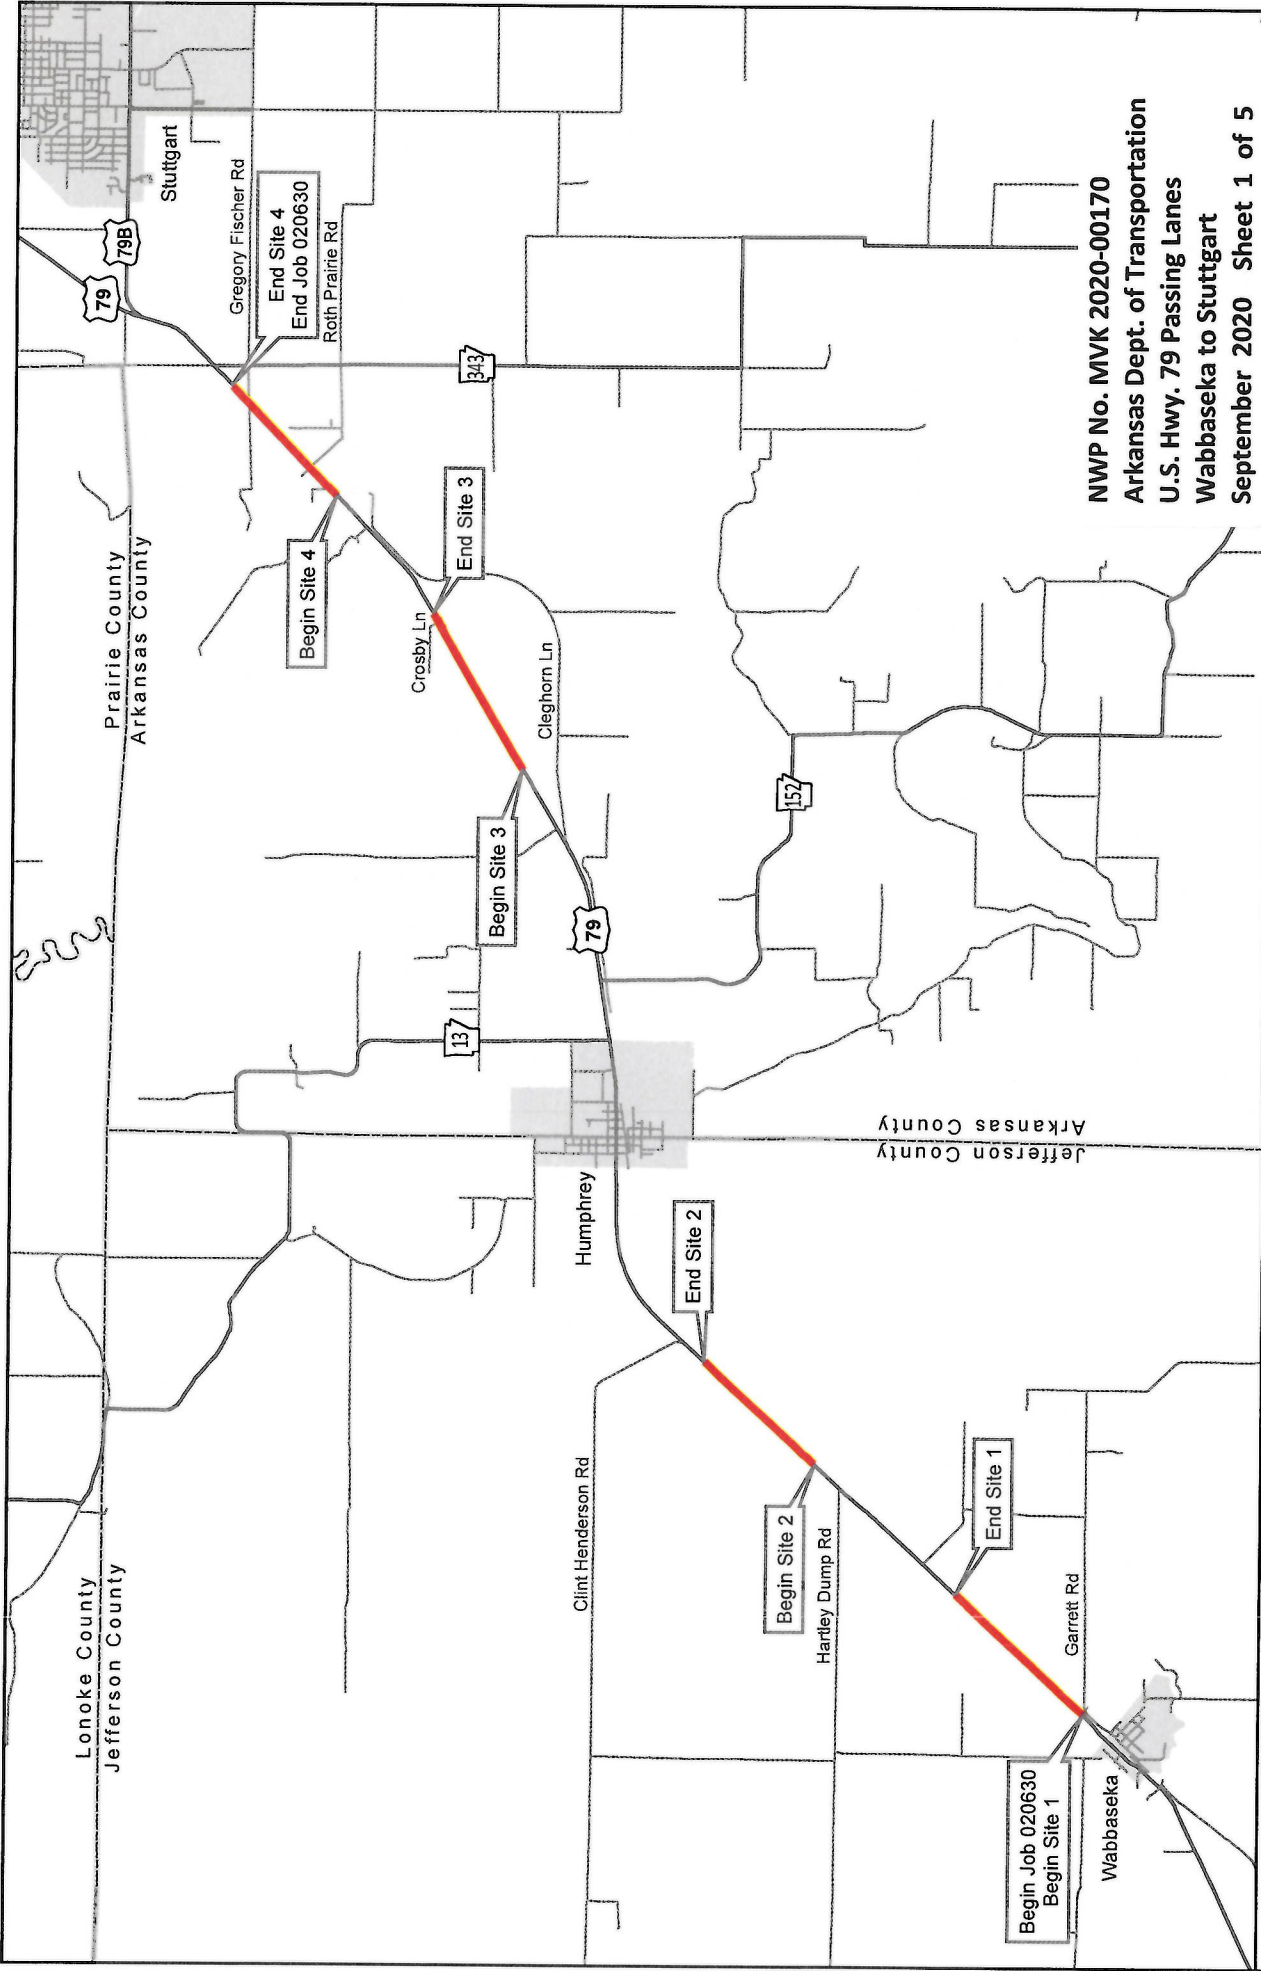 Lonoke County
Jefferson County
Prairie County
Arkansas County
79
79B
Stuttgart
Gregory Fischer Rd
End Site 4
End Job 020630
Roth Prairie Rd
343
Begin Site 4
End Site 3
Crosby Ln
Cleghorn Ln
Begin Site 3
13
79
152
Humphrey
Arkansas County
Jefferson County
End Site 2
Clint Henderson Rd
Begin Site 2
Hartley Dump Rd
End Site 1
Garrett Rd
Begin Job 020630
Begin Site 1
Wabbaseka
NWP No. MVK 2020-00170
Arkansas Dept. of Transportation
U.S. Hwy. 79 Passing Lanes
Wabbaseka to Stuttgart
September 2020 Sheet 1 of 5